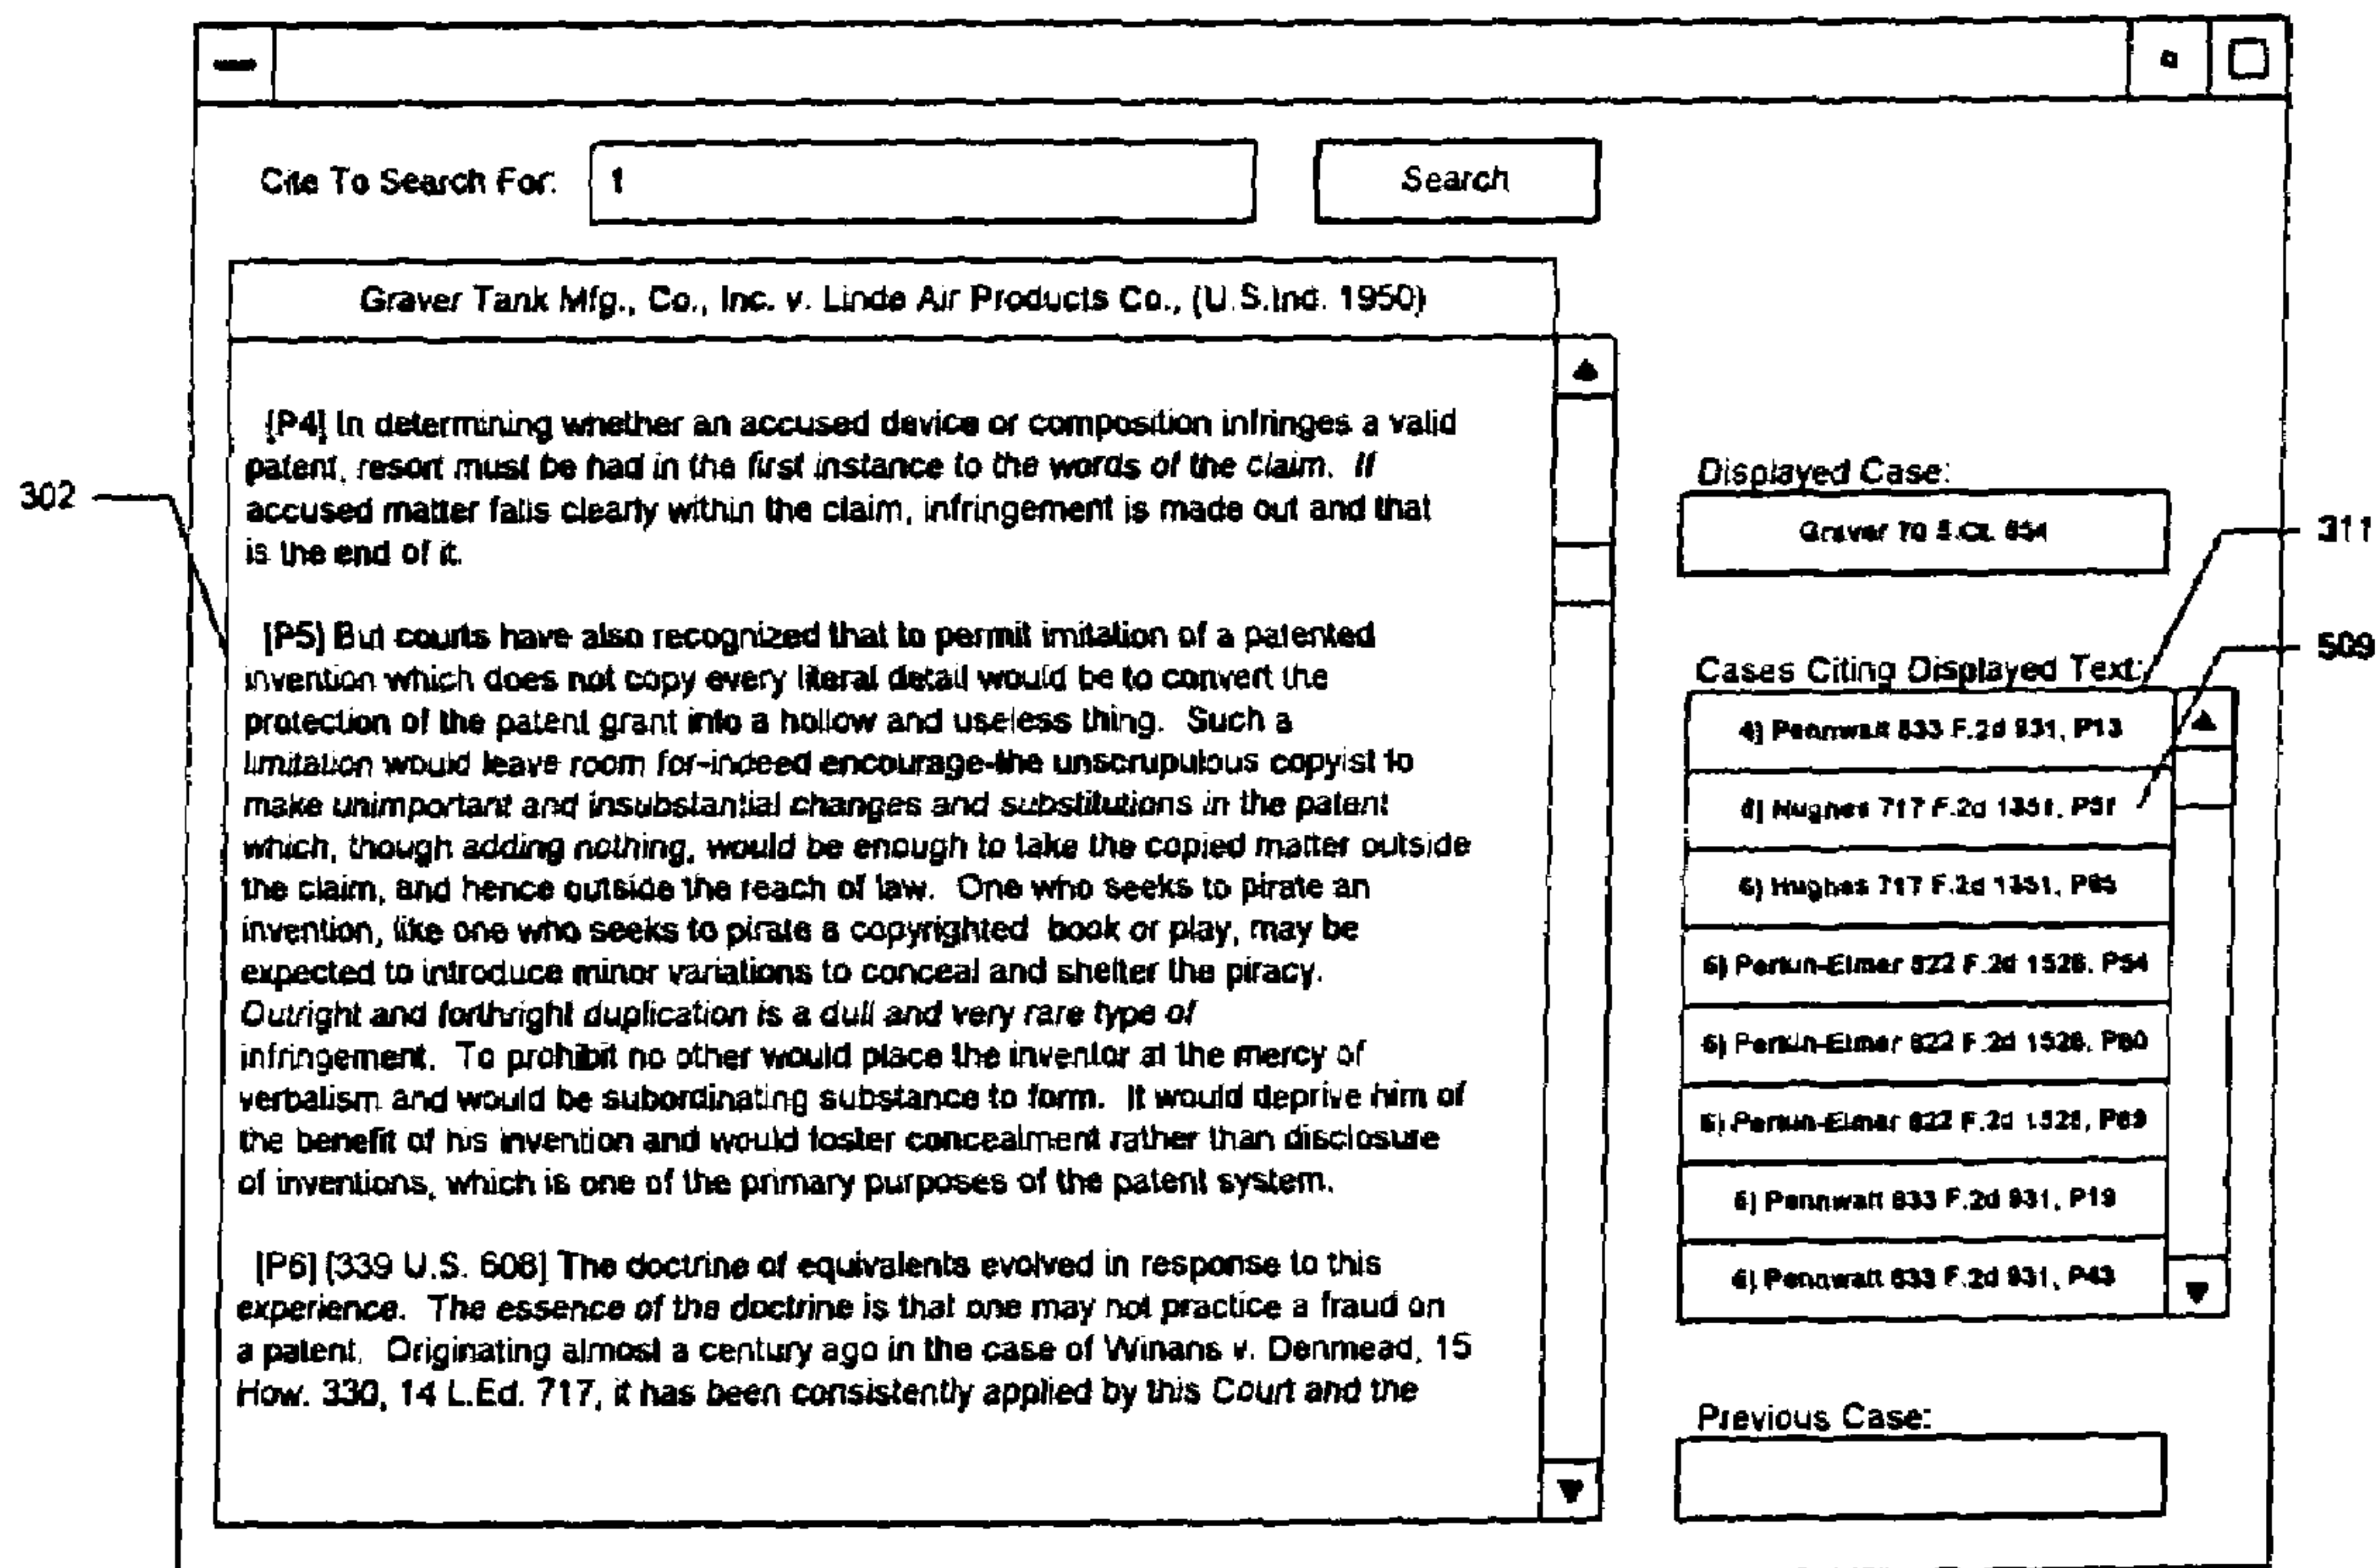 Cite To Search For:
1
Search
Graver Tank Mfg., Co., Inc. v. Linde Air Products Co., (U.S.Ind. 1950)
[P4] In determining whether an accused device or composition infringes a valid
patent, resort must be had in the first instance to the words of the claim. If
accused matter falls clearly within the claim, infringement is made out and that
is the end of it.
[P5] But courts have also recognized that to permit imitation of a patented
invention which does not copy every literal detail would be to convert the
protection of the patent grant into a hollow and useless thing. Such a
limitation would leave room for-indeed encourage-the unscrupulous copyist to
make unimportant and insubstantial changes and substitutions in the patent
which, though adding nothing, would be enough to take the copied matter outside
the claim, and hence outside the reach of law. One who seeks to pirate an
invention, like one who seeks to pirate a copyrighted book or play, may be
expected to introduce minor variations to conceal and shelter the piracy.
Outright and forthright duplication is a dull and very rare type of
infringement. To prohibit no other would place the inventor at the mercy of
verbalism and would be subordinating substance to form. It would deprive him of
the benefit of his invention and would foster concealment rather than disclosure
of inventions, which is one of the primary purposes of the patent system.
[P6] [339 U.S. 608] The doctrine of equivalents evolved in response to this
experience. The essence of the doctrine is that one may not practice a fraud on
a patent. Originating almost a century ago in the case of Winans v. Denmead, 15
How. 330, 14 L.Ed. 717, it has been consistently applied by this Court and the
302
Displayed Case:
Graver 70 S.Ct. 854
311
509
Cases Citing Displayed Text:
4) Pennwalt 833 F.2d 931, P13
Hughes 717 F.2d 1351,
6) Hughes 717 F.2d 1351,
6) Perkin-Elmer 822 F.2d 1528, P54
6) Perkin-Elmer 822 F.2d 1528,
Perkin-Elmer 822 F.2d 1528,
6) Pennwalt 833 F.2d 931, P19
6) Pennwalt 833 F.2d 931, P43
Previous Case: